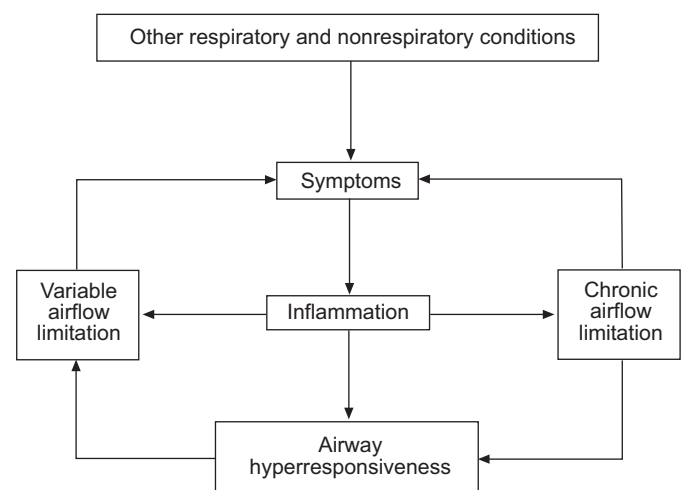 Other respiratory and nonrespiratory conditions
Symptoms
Variable
airflow
limitation
Inflammation
Chronic
airflow
limitation
Airway
hyperresponsiveness